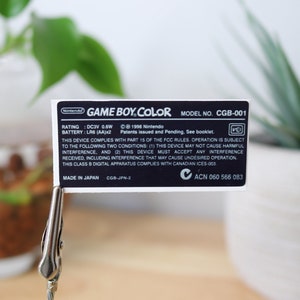 Nintendo GAME BOY COLOR MODEL NO. CGB-001
RATING : DC3V 0.6W © ® 1998 Nintendo
BATTERY : LR6 (AA)x2 Patents issued and Pending, See booklet.
THIS DEVICE COMPLIES WITH PART 15 OF THE FCC RULES. OPERATION IS SUBJECT
TO THE FOLLOWING TWO CONDITIONS: (1) THIS DEVICE MAY NOT CAUSE HARMFUL
INTERFERENCE, AND (2) THIS DEVICE MUST ACCEPT ANY INTERFERENCE
RECEIVED, INCLUDING INTERFERENCE THAT MAY CAUSE UNDESIRED OPERATION.
THIS CLASS B DIGITAL APPARATUS COMPLIES WITH CANADIAN ICES-003.
MADE IN JAPAN CGB-JPN-2 ACN 060 566 083